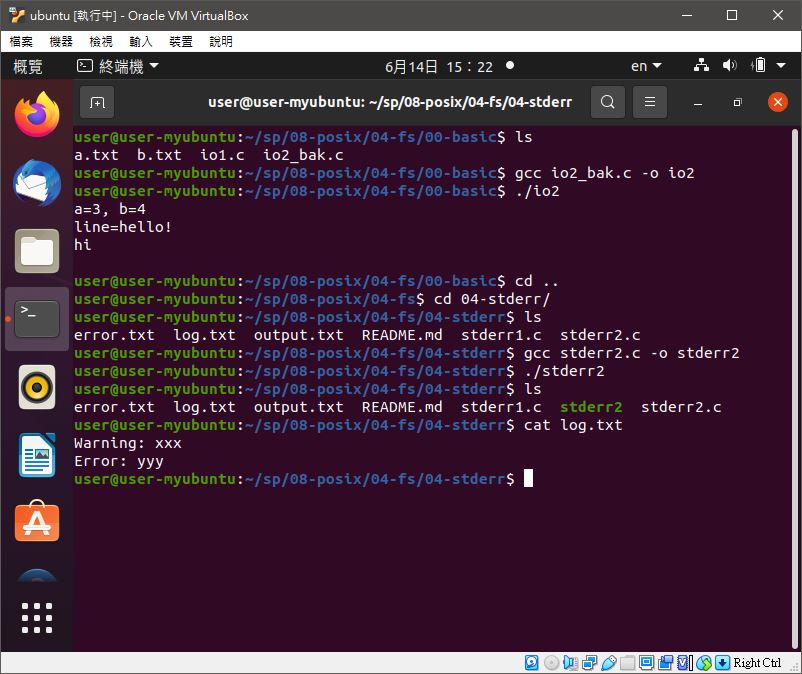 ubuntu [執行中] - Oracle VM VirtualBox
檔案 機器 檢視 輸入 裝置 說明
概覽 終端機 6月14日 15：22 en
user@user-myubuntu: ~/sp/08-posix/04-fs/04-stderr
user@user-myubuntu:~/sp/08-posix/04-fs/00-basic$ ls
a.txt b.txt io1.c io2_bak.c
user@user-myubuntu:~/sp/08-posix/04-fs/00-basic$ gcc io2_bak.c -o io2
user@user-myubuntu:~/sp/08-posix/04-fs/00-basic$ ./io2
a=3, b=4
line=hello!
hi
user@user-myubuntu:~/sp/08-posix/04-fs/00-basic$ cd ..
user@user-myubuntu:~/sp/08-posix/04-fs$ cd 04-stderr/
user@user-myubuntu:~/sp/08-posix/04-fs/04-stderr$ ls
error.txt log.txt output.txt README.md stderr1.c stderr2.c
user@user-myubuntu:~/sp/08-posix/04-fs/04-stderr$ gcc stderr2.c -o stderr2
user@user-myubuntu:~/sp/08-posix/04-fs/04-stderr$ ./stderr2
user@user-myubuntu:~/sp/08-posix/04-fs/04-stderr$ ls
error.txt log.txt output.txt README.md stderr1.c stderr2 stderr2.c
user@user-myubuntu:~/sp/08-posix/04-fs/04-stderr$ cat log.txt
Warning: xxx
Error: yyy
user@user-myubuntu:~/sp/08-posix/04-fs/04-stderr$
Right Ctrl